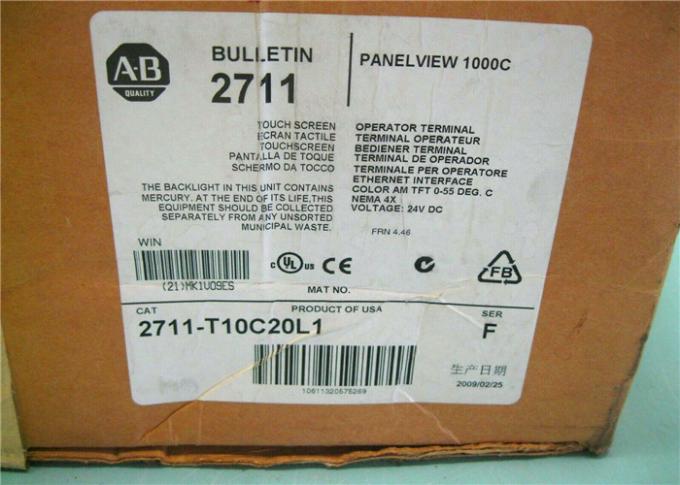 A-B
QUALITY
BULLETIN
2711
PANELVIEW 1000C
TOUCH SCREEN
ECRAN TACTILE
TOUCHSCREEN
PANTALLA DE TOQUE
SCHERMO DA TOCCO
OPERATOR TERMINAL
TERMINAL OPERATEUR
BEDIENER TERMINAL
TERMINAL DE OPERADOR
TERMINALE PER OPERATORE
ETHERNET INTERFACE
COLOR AM TFT 0-55 DEG. C
NEMA 4X
VOLTAGE: 24V DC
THE BACKLIGHT IN THIS UNIT CONTAINS
MERCURY. AT THE END OF ITS LIFE,THIS
EQUIPMENT SHOULD BE COLLECTED
SEPARATELY FROM ANY UNSORTED
MUNICIPAL WASTE.
FRN 4.46
WIN
(21)MK1VO9ES
C UL US CE
FB
MAT NO.
CAT
PRODUCT OF USA
SER
2711-T10C20L1
F
10611320575269
生产日期
2009/02/25